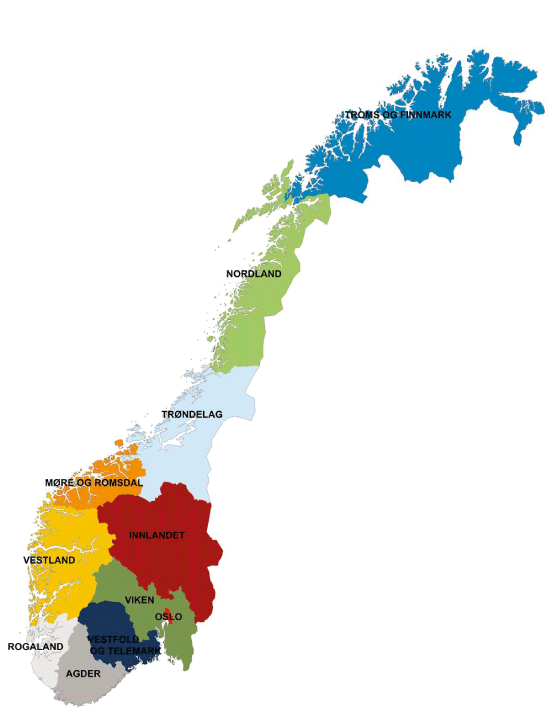 TROMS OG FINNMARK
NORDLAND
TRØNDELAG
MØRE OG ROMSDAL
INNLANDET
VESTLAND
VIKEN
OSLO
VESTFOLD
OG TELEMARK
ROGALAND
AGDER